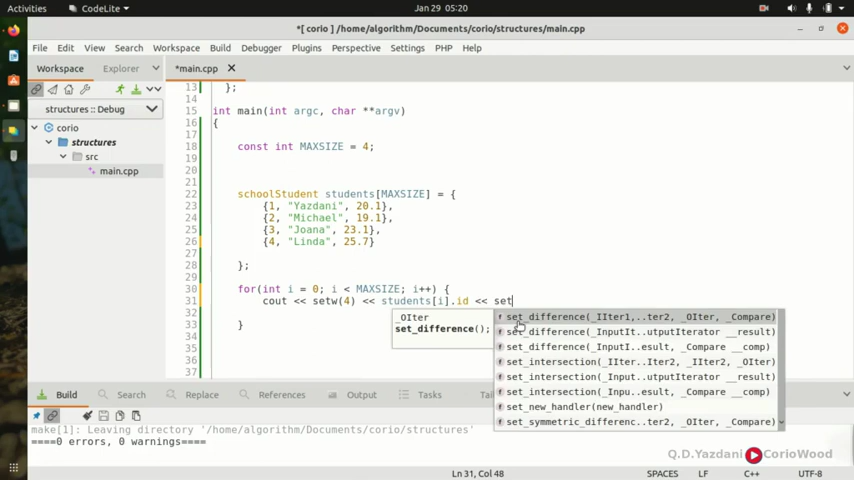 Activities CodeLite Jan 29 05:20
*[ corio ] /home/algorithm/Documents/corio/structures/main.cpp
File Edit View Search Workspace Build Debugger Plugins Perspective Settings PHP Help
Workspace Explorer *main.cpp
structures :: Debug
corio
structures
src
main.cpp
13 };
14
15 int main(int argc, char **argv)
16 {
17
18 const int MAXSIZE = 4;
19
20
21
22 schoolStudent students[MAXSIZE] = {
23 {1, "Yazdani", 20.1},
24 {2, "Michael", 19.1},
25 {3, "Joana", 23.1},
26 {4, "Linda", 25.7}
27
28 };
29
30 for(int i = 0; i < MAXSIZE; i++) {
31 cout << setw(4) << students[i].id << set
32
33 }
34
35
36
37
_OIter
set_difference();
f set_difference(_IIter1,..ter2, _OIter, _Compare)
f set_difference(_InputIt..utputIterator __result)
f set_difference(_InputI..esult, _Compare __comp)
f set_intersection(_IIter..Iter2, _IIter2, _OIter)
f set_intersection(_Input..utputIterator __result)
f set_intersection(_Inpu..esult, _Compare __comp)
f set_new_handler(new_handler)
f set_symmetric_differenc..ter2, _OIter, _Compare)
Build Search Replace References Output Tasks Tail
make[1]: Leaving directory '/home/algorithm/Documents/corio/structures'
====0 errors, 0 warnings====
Q.D.Yazdani CorioWood
Ln 31, Col 48 SPACES LF C++ UTF-8